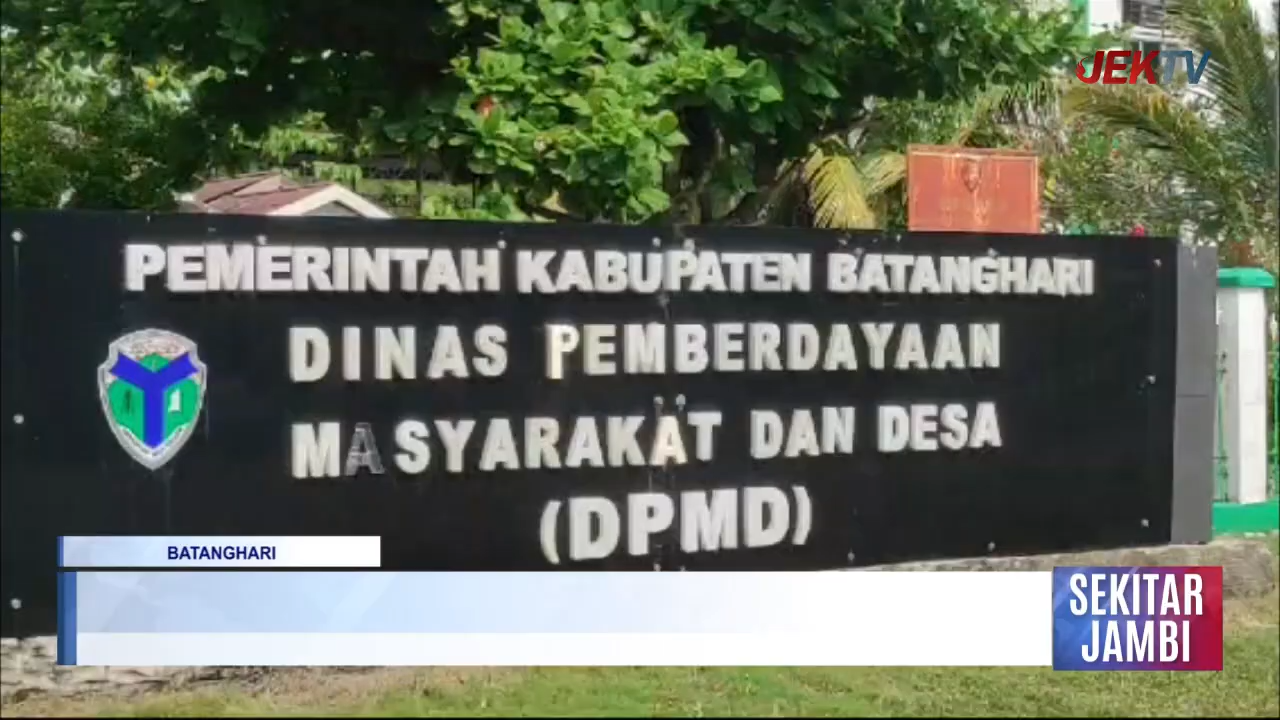 JEKTV
PEMERINTAH KABUPATEN BATANGHARI
DINAS PEMBERDAYAAN
MASYARAKAT DAN DESA
(DPMD)
BATANGHARI
SEKITAR
JAMBI